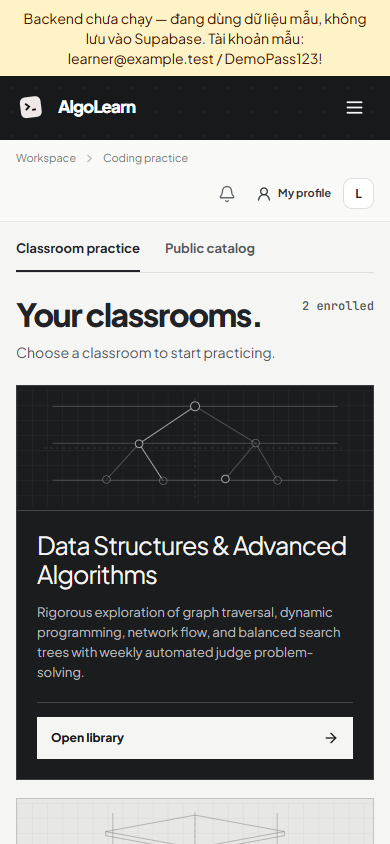 Backend chưa chạy — đang dùng dữ liệu mẫu, không
lưu vào Supabase. Tài khoản mẫu:
learner@example.test / DemoPass123!
AlgoLearn
Workspace > Coding practice
My profile L
Classroom practice Public catalog
Your classrooms. 2 enrolled
Choose a classroom to start practicing.
Data Structures & Advanced
Algorithms
Rigorous exploration of graph traversal, dynamic
programming, network flow, and balanced search
trees with weekly automated judge problem-
solving.
Open library →